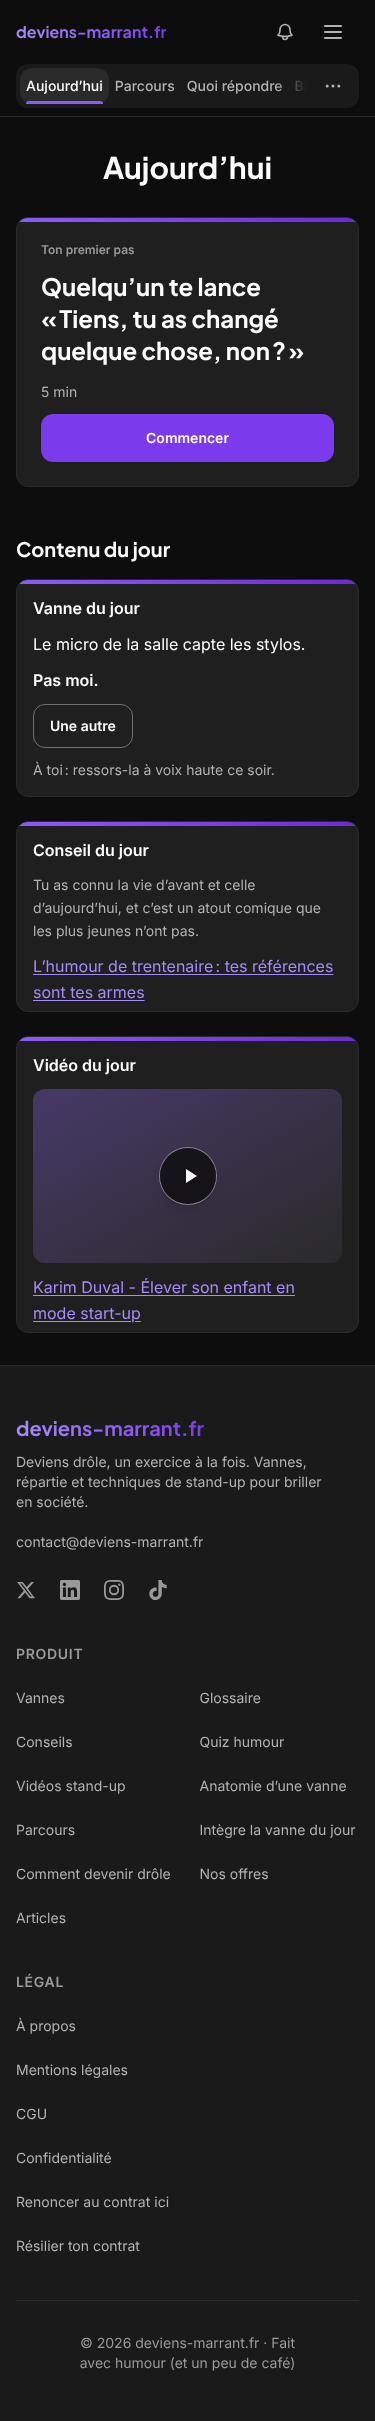 deviens-marrant.fr
Aujourd’hui Parcours Quoi répondre
Aujourd’hui
Ton premier pas
Quelqu’un te lance
« Tiens, tu as changé
quelque chose, non ? »
5 min
Commencer
Contenu du jour
Vanne du jour
Le micro de la salle capte les stylos.
Pas moi.
Une autre
À toi : ressors-la à voix haute ce soir.
Conseil du jour
Tu as connu la vie d’avant et celle
d’aujourd’hui, et c’est un atout comique que
les plus jeunes n’ont pas.
L’humour de trentenaire : tes références
sont tes armes
Vidéo du jour
Karim Duval - Élever son enfant en
mode start-up
deviens-marrant.fr
Deviens drôle, un exercice à la fois. Vannes,
répartie et techniques de stand-up pour briller
en société.
contact@deviens-marrant.fr
PRODUIT
Vannes Glossaire
Conseils Quiz humour
Vidéos stand-up Anatomie d’une vanne
Parcours Intègre la vanne du jour
Comment devenir drôle Nos offres
Articles
LÉGAL
À propos
Mentions légales
CGU
Confidentialité
Renoncer au contrat ici
Résilier ton contrat
© 2026 deviens-marrant.fr · Fait
avec humour (et un peu de café)